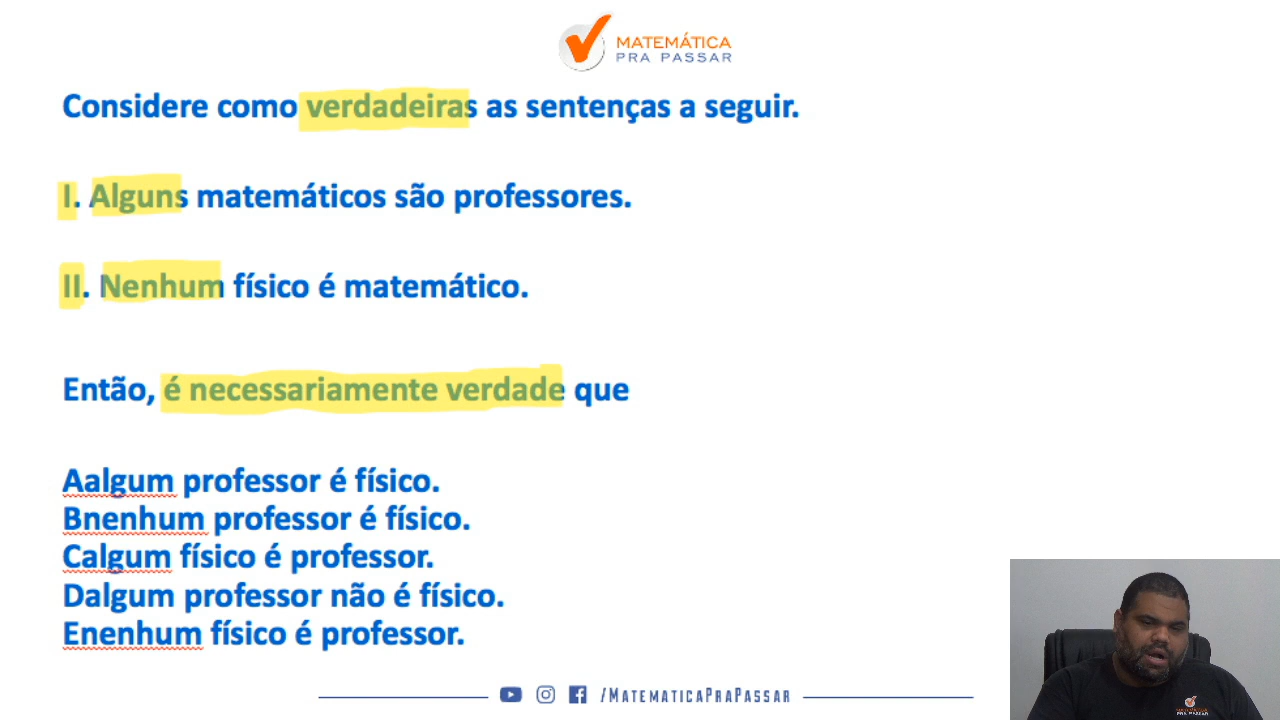 MATEMÁTICA
PRA PASSAR
Considere como verdadeiras as sentenças a seguir.
I. Alguns matemáticos são professores.
II. Nenhum físico é matemático.
Então, é necessariamente verdade que
Aalgum professor é físico.
Bnenhum professor é físico.
Calgum físico é professor.
Dalgum professor não é físico.
Enenhum físico é professor.
/MATEMATICAPRAPASSAR